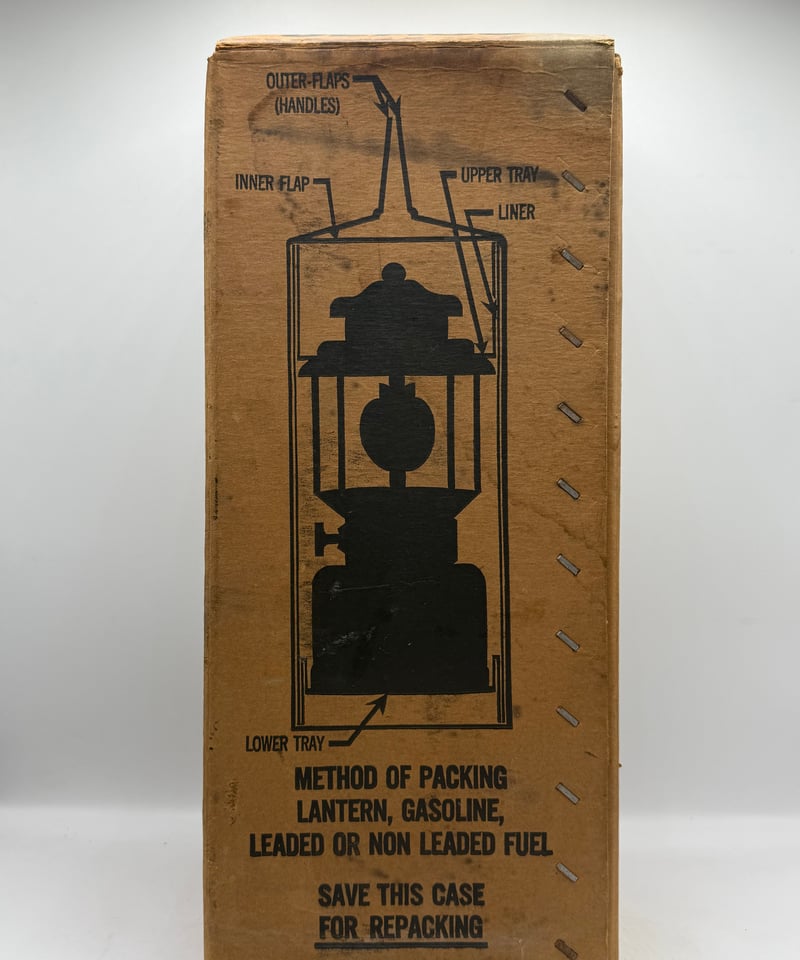 OUTER-FLAPS
(HANDLES)
INNER FLAP
UPPER TRAY
LINER
LOWER TRAY
METHOD OF PACKING
LANTERN, GASOLINE,
LEADED OR NON LEADED FUEL
SAVE THIS CASE
FOR REPACKING